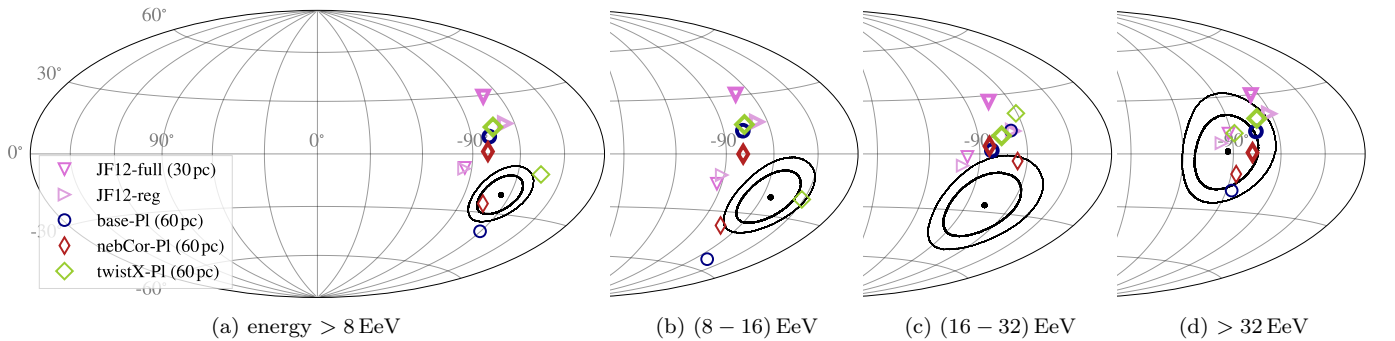 60°
30°
0°
90°
0°
-90°
-90°
-90°
-90°
JF12-full (30 pc)
JF12-reg
base-Pl (60 pc)
nebCor-Pl (60 pc)
twistX-Pl (60 pc)
-30°
-60°
(a) energy > 8 EeV
(b) (8 − 16) EeV
(c) (16 − 32) EeV
(d) > 32 EeV